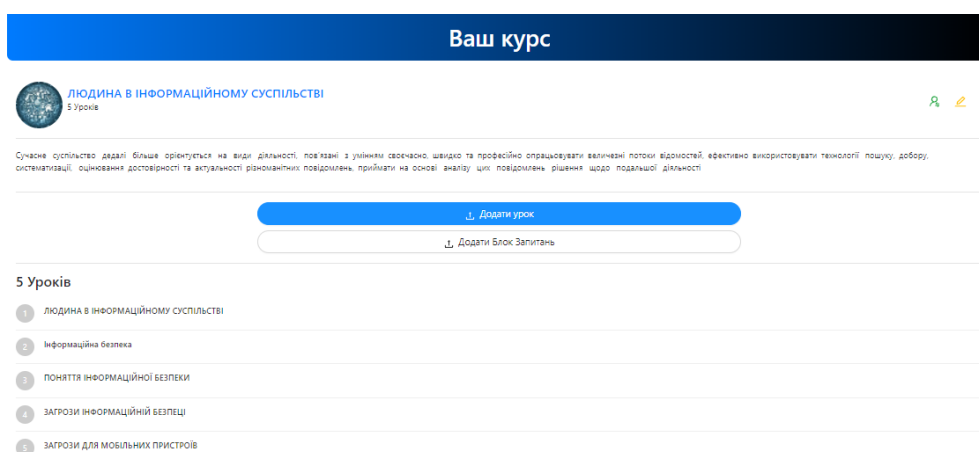 Ваш курс
ЛЮДИНА В ІНФОРМАЦІЙНОМУ СУСПІЛЬСТВІ
5 Уроків
Сучасне суспільство дедалі більше орієнтується на види діяльності, пов'язані з умінням своєчасно, швидко та професійно опрацьовувати величезні потоки відомостей, ефективно використовувати технології пошуку, добору,
систематизації, оцінювання достовірності та актуальності різноманітних повідомлень, приймати на основі аналізу цих повідомлень рішення щодо подальшої діяльності
Додати урок
Додати Блок Запитань
5 Уроків
1 ЛЮДИНА В ІНФОРМАЦІЙНОМУ СУСПІЛЬСТВІ
2 Інформаційна безпека
3 ПОНЯТТЯ ІНФОРМАЦІЙНОЇ БЕЗПЕКИ
4 ЗАГРОЗИ ІНФОРМАЦІЙНІЙ БЕЗПЕЦІ
5 ЗАГРОЗИ ДЛЯ МОБІЛЬНИХ ПРИСТРОЇВ